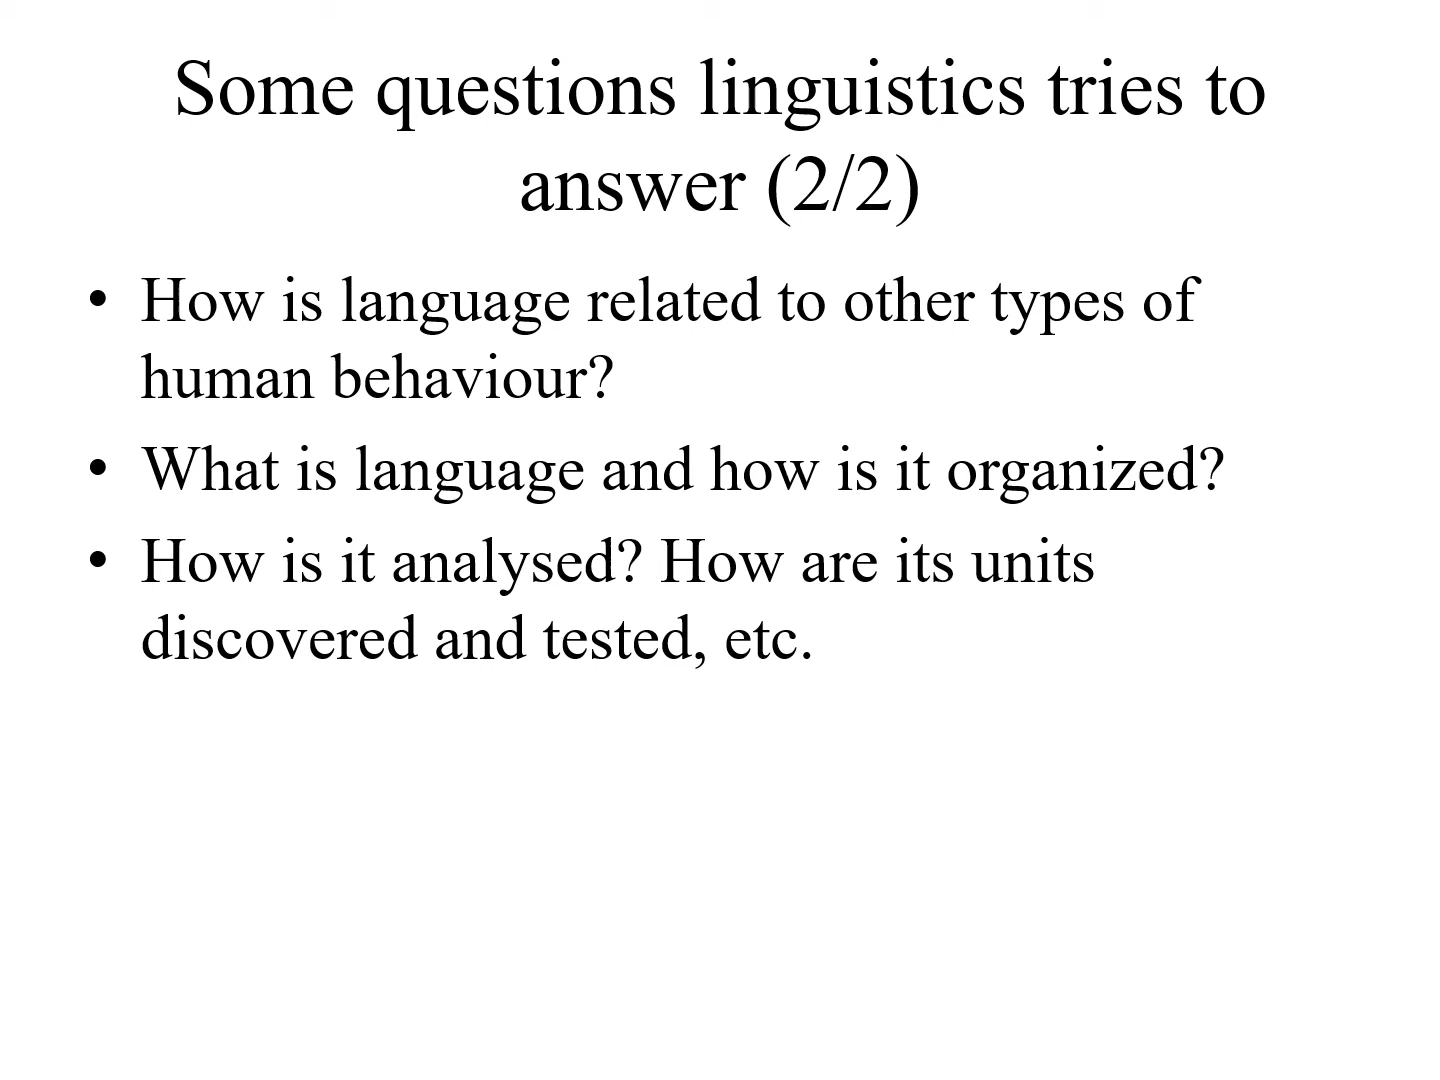 Some questions linguistics tries to
answer (2/2)
• How is language related to other types of
human behaviour?
• What is language and how is it organized?
• How is it analysed? How are its units
discovered and tested, etc.